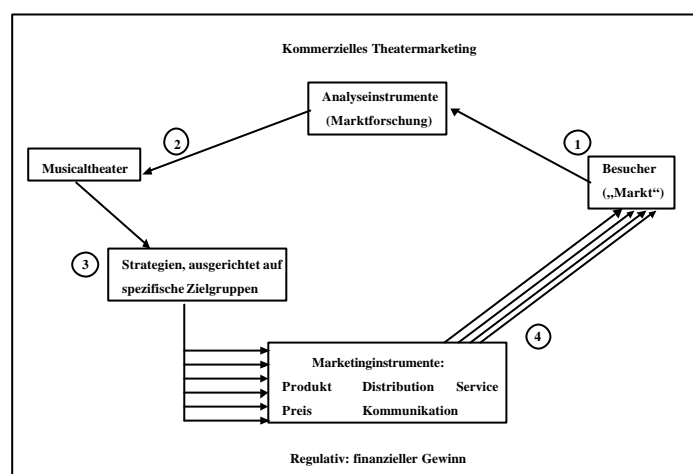 Kommerzielles Theatermarketing
Analyseinstrumente
(Marktforschung)
1
2
Besucher
(„Markt“)
Musicaltheater
3
Strategien, ausgerichtet auf
spezifische Zielgruppen
4
Marketinginstrumente:
Produkt Distribution Service
Preis Kommunikation
Regulativ: finanzieller Gewinn